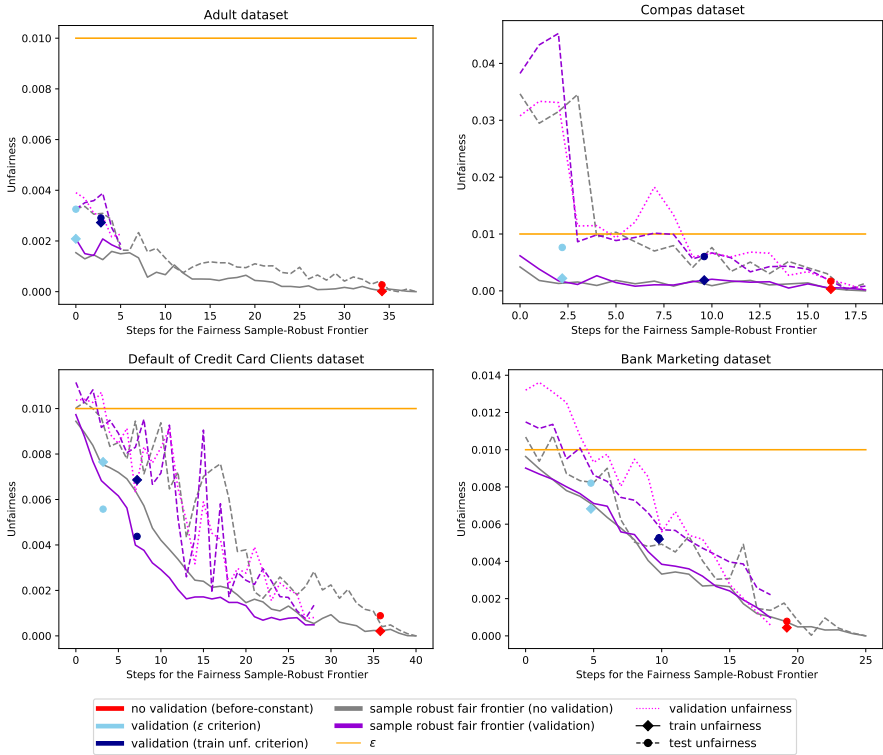 Adult dataset
0.010
0.008
0.006
0.004
0.002
0.000
Unfairness
0 5 10 15 20 25 30 35
Steps for the Fairness Sample-Robust Frontier
Compas dataset
0.04
0.03
0.02
0.01
0.00
Unfairness
0.0 2.5 5.0 7.5 10.0 12.5 15.0 17.5
Steps for the Fairness Sample-Robust Frontier
Default of Credit Card Clients dataset
0.010
0.008
0.006
0.004
0.002
0.000
Unfairness
0 5 10 15 20 25 30 35 40
Steps for the Fairness Sample-Robust Frontier
Bank Marketing dataset
0.014
0.012
0.010
0.008
0.006
0.004
0.002
0.000
Unfairness
0 5 10 15 20 25
Steps for the Fairness Sample-Robust Frontier
no validation (before-constant)
validation (ε criterion)
validation (train unf. criterion)
sample robust fair frontier (no validation)
sample robust fair frontier (validation)
ε
validation unfairness
train unfairness
test unfairness